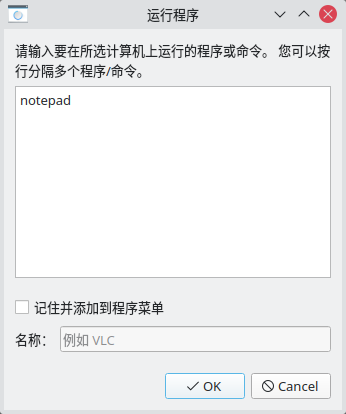 运行程序
请输入要在所选计算机上运行的程序或命令。 您可以按
行分隔多个程序/命令。
notepad
记住并添加到程序菜单
名称： 例如 VLC
OK Cancel